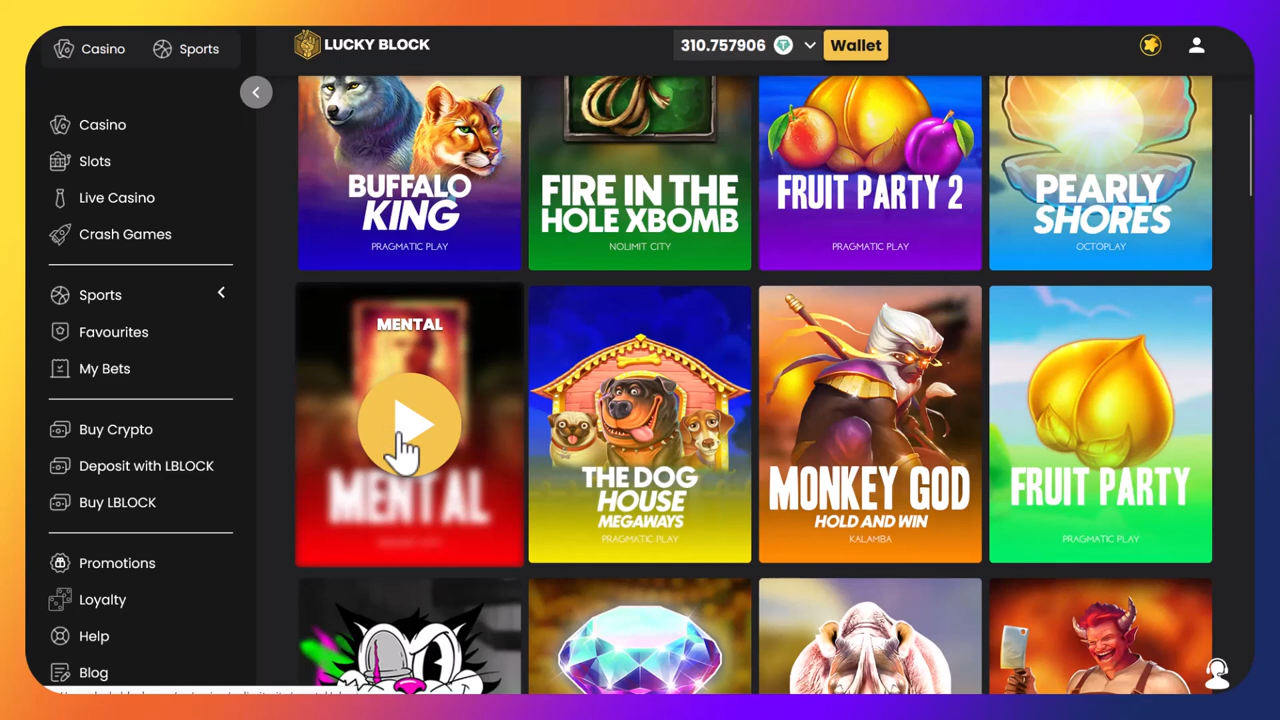 Casino
Sports
LUCKY BLOCK
310.757906
Wallet
Casino
Slots
Live Casino
Crash Games
Sports
Favourites
My Bets
Buy Crypto
Deposit with LBLOCK
Buy LBLOCK
Promotions
Loyalty
Help
Blog
BUFFALO
KING
PRAGMATIC PLAY
FIRE IN THE
HOLE XBOMB
NOLIMIT CITY
FRUIT PARTY 2
PRAGMATIC PLAY
PEARLY
SHORES
OCTOPLAY
MENTAL
MENTAL
THE DOG
HOUSE
MEGAWAYS
PRAGMATIC PLAY
MONKEY GOD
HOLD AND WIN
KALAMBA
FRUIT PARTY
PRAGMATIC PLAY